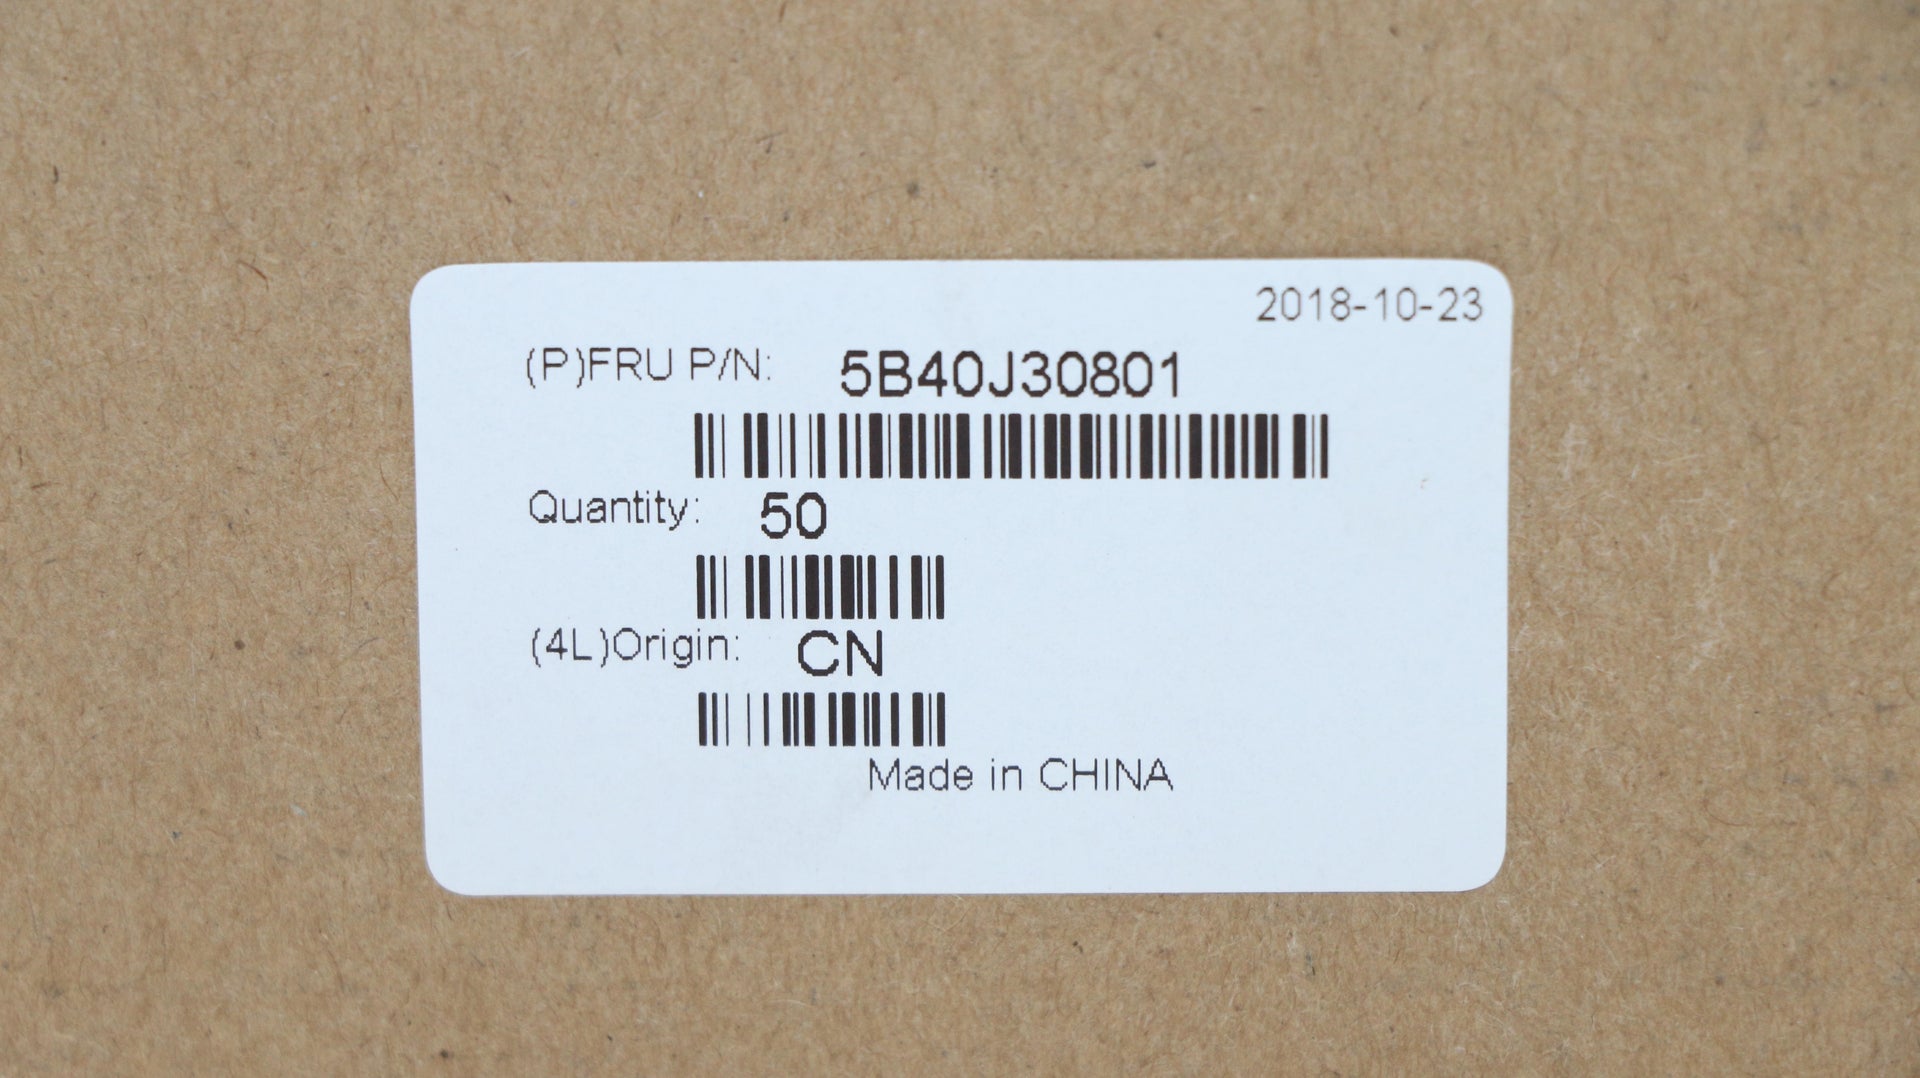 2018-10-23
(P)FRU P/N: 5B40J30801
Quantity: 50
(4L)Origin: CN
Made in CHINA